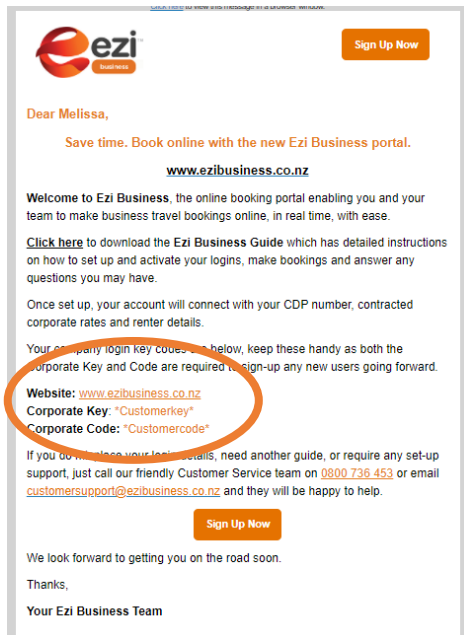 Click here to view this message in a browser window.
ezi
business
Sign Up Now
Dear Melissa,
Save time. Book online with the new Ezi Business portal.
www.ezibusiness.co.nz
Welcome to Ezi Business, the online booking portal enabling you and your
team to make business travel bookings online, in real time, with ease.
Click here to download the Ezi Business Guide which has detailed instructions
on how to set up and activate your logins, make bookings and answer any
questions you may have.
Once set up, your account will connect with your CDP number, contracted
corporate rates and renter details.
Your company login key codes are below, keep these handy as both the
Corporate Key and Code are required to sign-up any new users going forward.
Website: www.ezibusiness.co.nz
Corporate Key: *Customerkey*
Corporate Code: *Customercode*
If you do misplace your login details, need another guide, or require any set-up
support, just call our friendly Customer Service team on 0800 736 453 or email
customersupport@ezibusiness.co.nz and they will be happy to help.
Sign Up Now
We look forward to getting you on the road soon.
Thanks,
Your Ezi Business Team